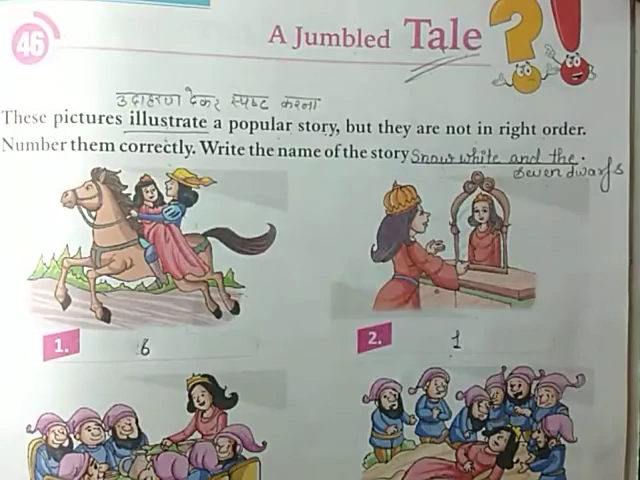 46
A Jumbled Tale
उदाहरण देकर स्पष्ट करना
These pictures illustrate a popular story, but they are not in right order.
Number them correctly. Write the name of the story Snow white and the.
seven dwarfs
1. 6
2. 1